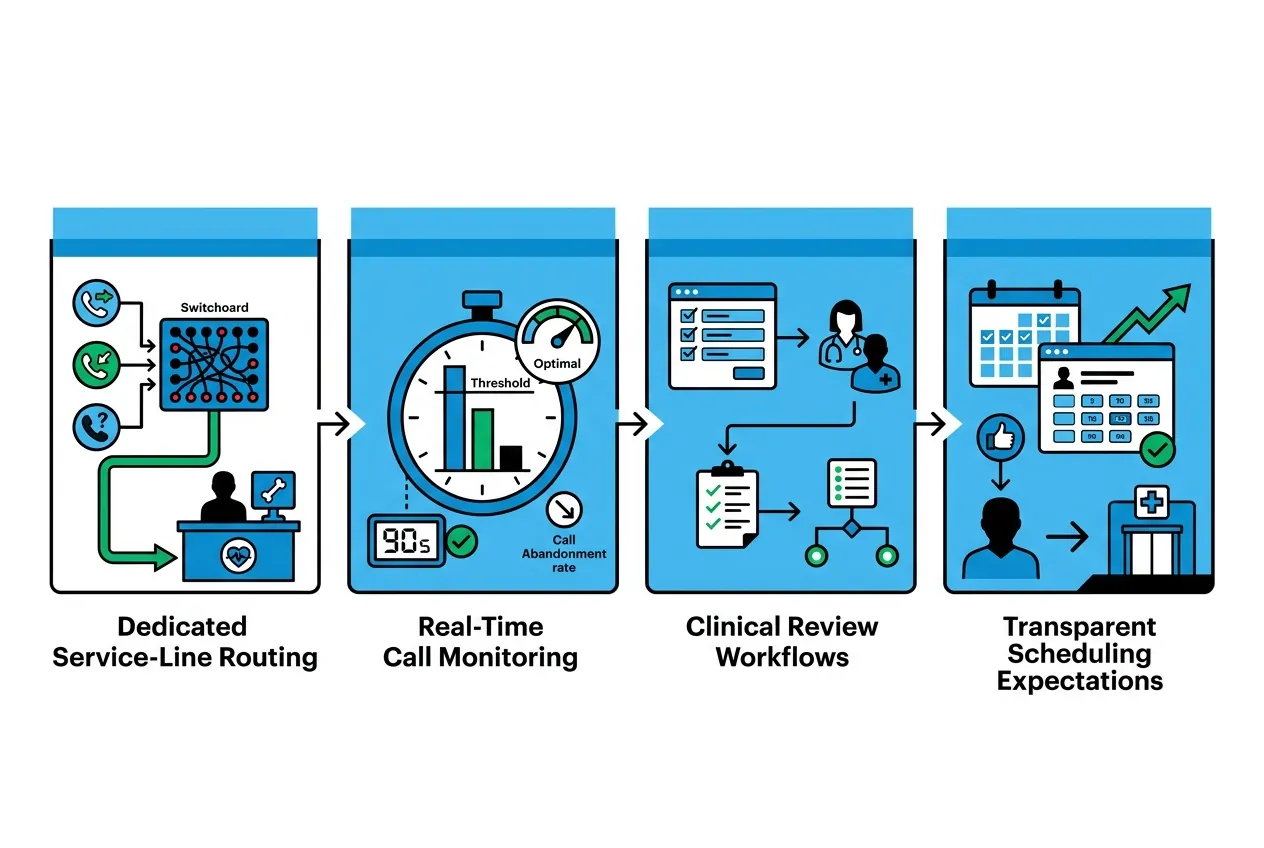 Switchoard
Dedicated
Service-Line Routing
Optimal
Threshold
90s
Call
Abandonment
rate
Real-Time
Call Monitoring
Clinical Review
Workflows
Transparent
Scheduling
Expectations